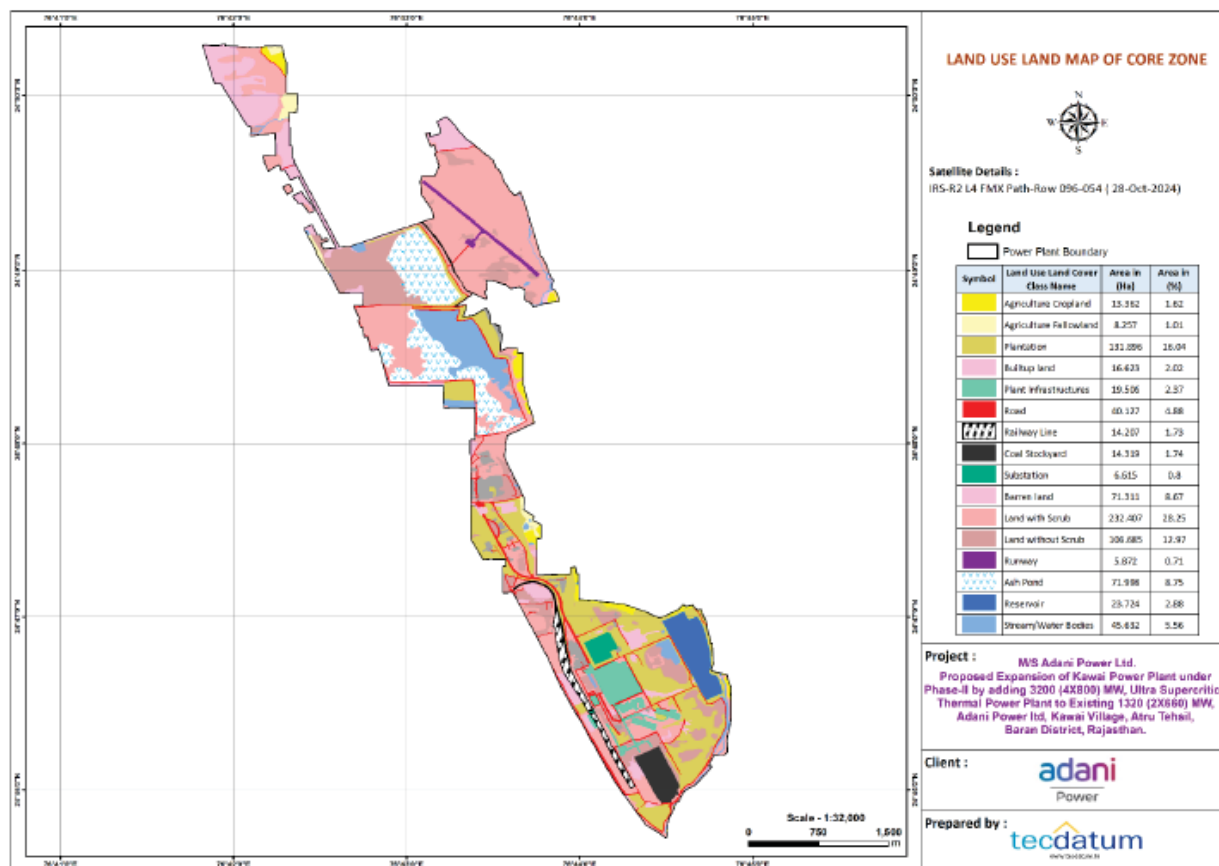 LAND USE LAND MAP OF CORE ZONE
N
W E
S
Satellite Details :
IRS-R2 L4 FMX Path-Row 096-054 ( 28-Oct-2024)
Legend
Power Plant Boundary
Symbol Land Use Land Cover Class Name Area in (Ha) Area in (%)
Agriculture Cropland 13.362 1.62
Agriculture Fallowland 8.257 1.01
Plantation 131.896 16.04
Builtup land 16.623 2.02
Plant Infrastructures 19.506 2.37
Road 40.127 4.88
Railway Line 14.207 1.73
Coal Stockyard 14.319 1.74
Substation 6.615 0.8
Barren land 71.311 8.67
Land with Scrub 232.407 28.25
Land without Scrub 106.685 12.97
Runway 5.872 0.71
Ash Pond 71.998 8.75
Reservoir 23.724 2.88
Stream/Water Bodies 45.632 5.56
Project :
M/S Adani Power Ltd.
Proposed Expansion of Kawai Power Plant under
Phase-II by adding 3200 (4X800) MW, Ultra Supercritic
Thermal Power Plant to Existing 1320 (2X660) MW,
Adani Power ltd, Kawai Village, Atru Tehsil,
Baran District, Rajasthan.
Client :
adani
Power
Prepared by :
tecdatum
Scale - 1:32,000
0 750 1,500
m